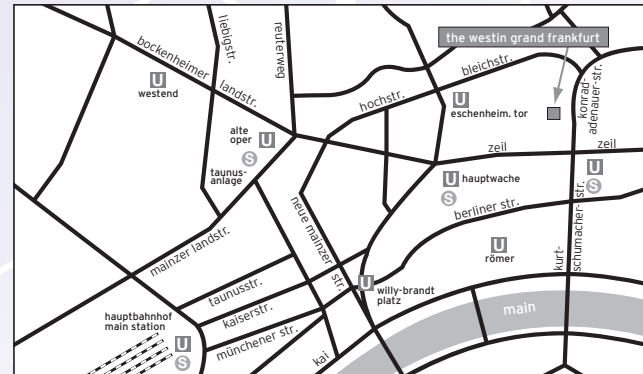 the westin grand frankfurt
bockenheimer
landstr.
liebigstr.
reuterweg
U
westend
bleichstr.
hochstr.
U
eschenheim. tor
konrad-
adenauer-str.
alte
oper
U
S
taunus-
anlage
zeil
zeil
U
hauptwache
S
U
S
berliner str.
mainzer landstr.
neue mainzer
str.
U
römer
kurt-
schumacher-
str.
taunusstr.
U
willy-brandt
platz
hauptbahnhof
main station
U
S
kaiserstr.
münchener str.
kai
main